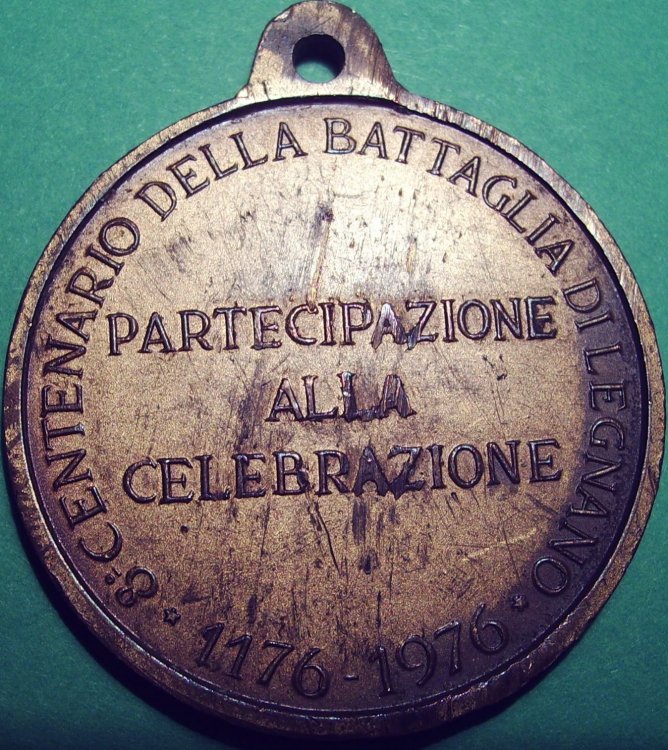 8° CENTENARIO DELLA BATTAGLIA DI LEGNANO
PARTECIPAZIONE
ALLA
CELEBRAZIONE
* 1176 - 1976 *